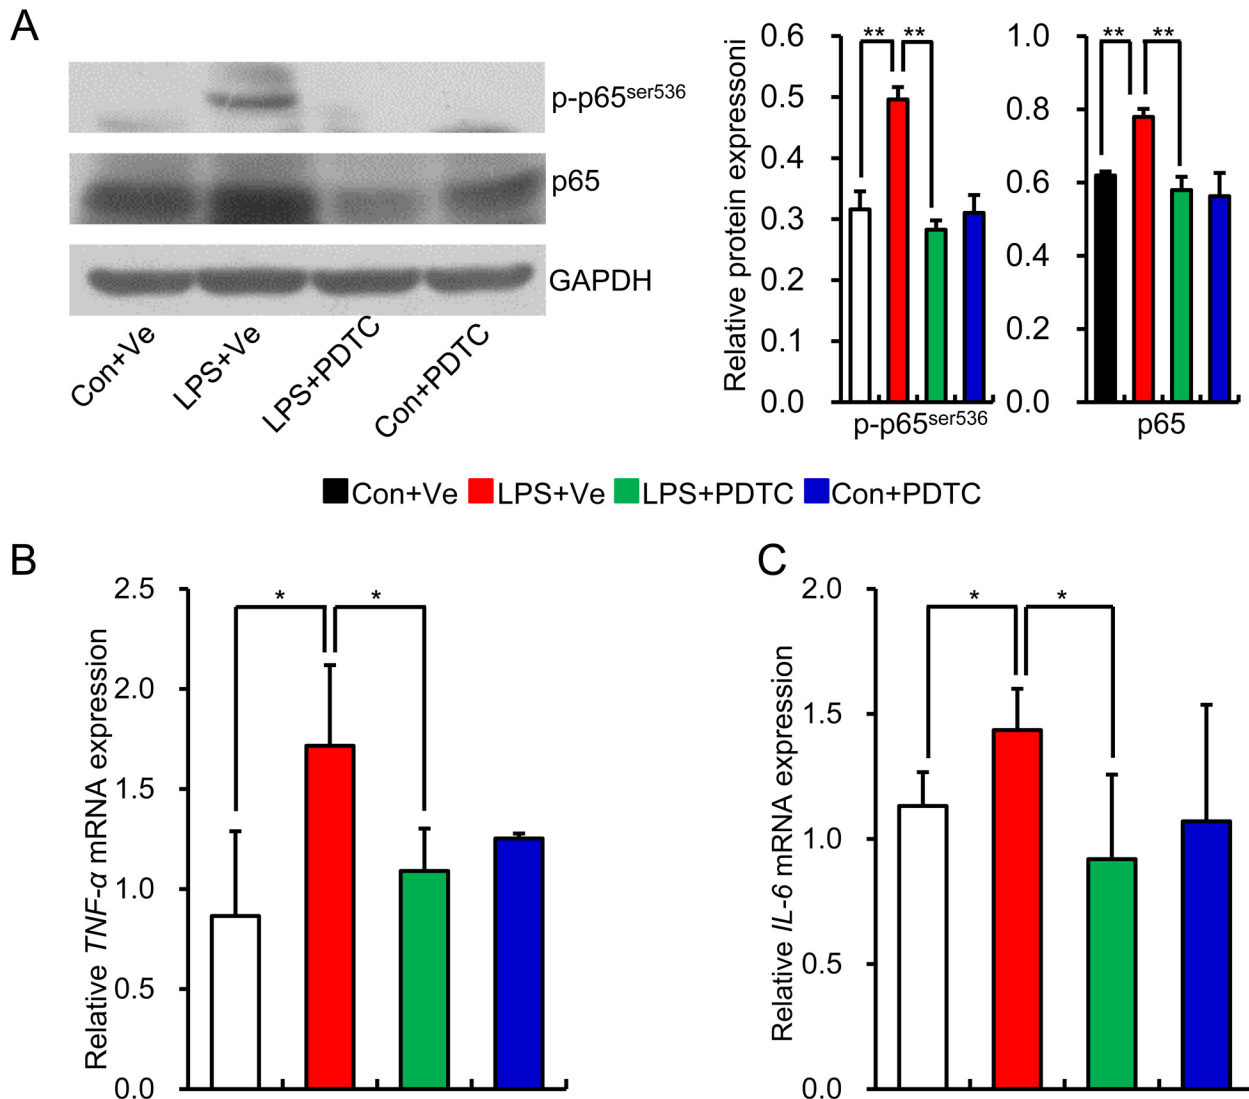 A
p-p65ser536
p65
GAPDH
Con+Ve
LPS+Ve
LPS+PDTC
Con+PDTC
Relative protein expressoni
0.6
0.5
0.4
0.3
0.2
0.1
0.0
** **
p-p65ser536
1.0
0.8
0.6
0.4
0.2
0.0
** **
p65
Con+Ve LPS+Ve LPS+PDTC Con+PDTC
B
Relative TNF-α mRNA expression
2.5
2.0
1.5
1.0
0.5
0.0
* *
C
Relative IL-6 mRNA expression
2.0
1.5
1.0
0.5
0.0
* *